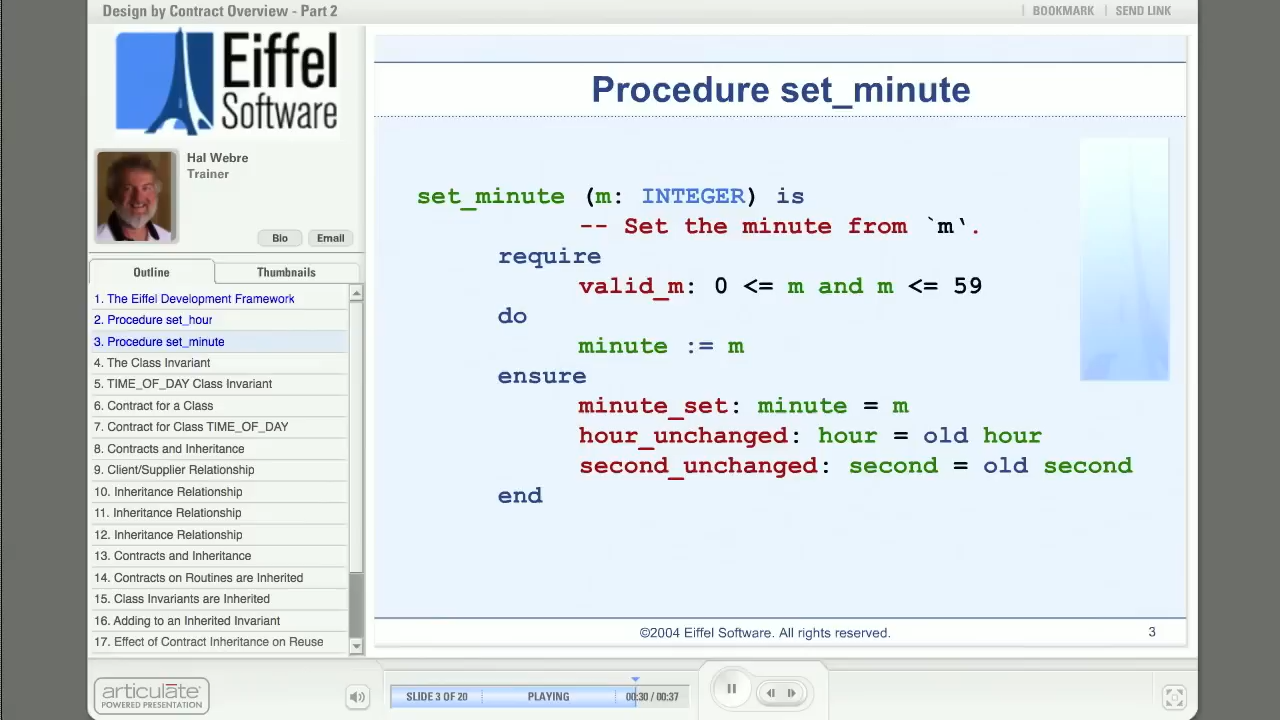 Design by Contract Overview - Part 2
BOOKMARK
SEND LINK
Eiffel
Software
Hal Webre
Trainer
Bio
Email
Outline
Thumbnails
1. The Eiffel Development Framework
2. Procedure set_hour
3. Procedure set_minute
4. The Class Invariant
5. TIME_OF_DAY Class Invariant
6. Contract for a Class
7. Contract for Class TIME_OF_DAY
8. Contracts and Inheritance
9. Client/Supplier Relationship
10. Inheritance Relationship
11. Inheritance Relationship
12. Inheritance Relationship
13. Contracts and Inheritance
14. Contracts on Routines are Inherited
15. Class Invariants are Inherited
16. Adding to an Inherited Invariant
17. Effect of Contract Inheritance on Reuse
Procedure set_minute
set_minute (m: INTEGER) is
-- Set the minute from `m‘.
require
valid_m: 0 <= m and m <= 59
do
minute := m
ensure
minute_set: minute = m
hour_unchanged: hour = old hour
second_unchanged: second = old second
end
©2004 Eiffel Software. All rights reserved.
3
articulate
POWERED PRESENTATION
SLIDE 3 OF 20
PLAYING
00:30 / 00:37